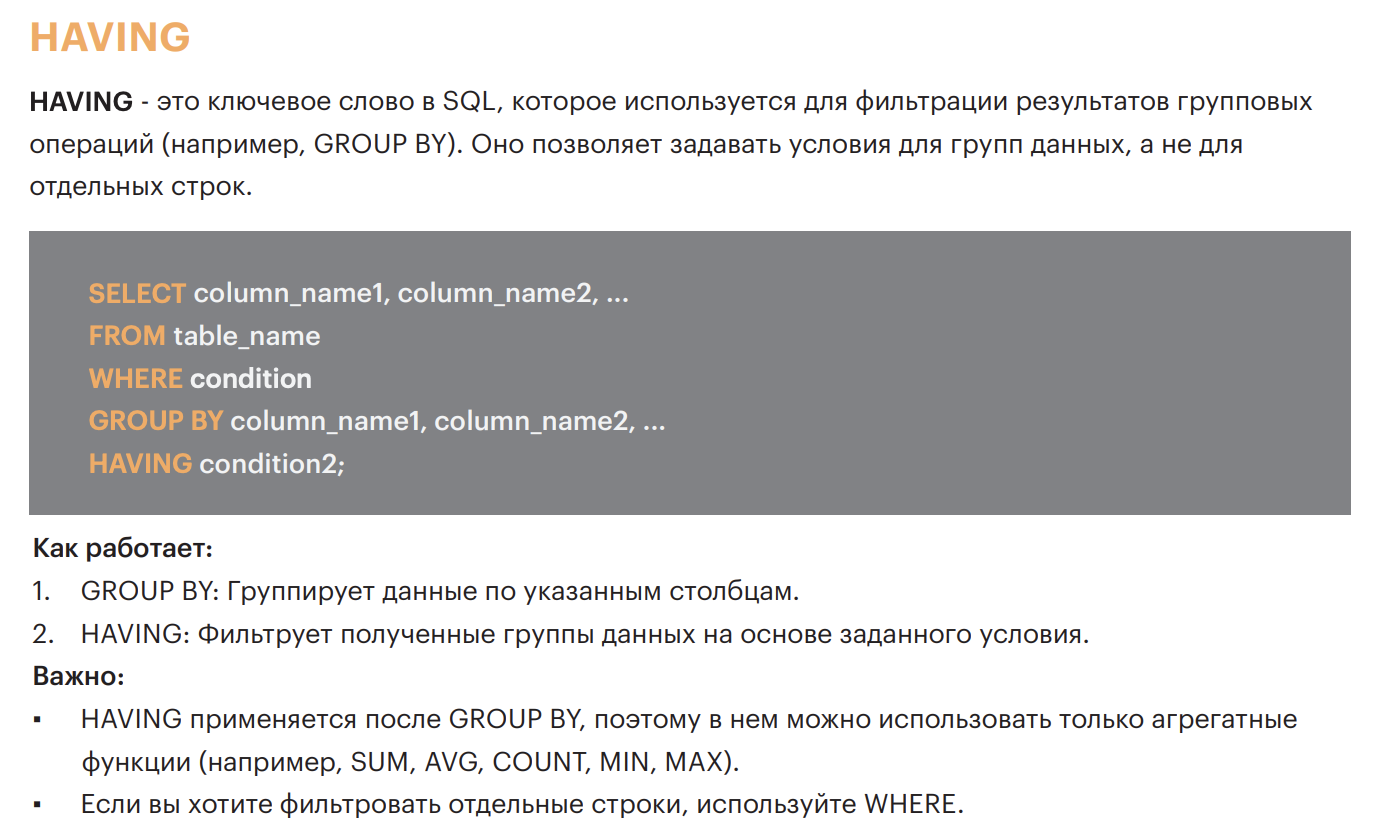 HAVING
HAVING - это ключевое слово в SQL, которое используется для фильтрации результатов групповых
операций (например, GROUP BY). Оно позволяет задавать условия для групп данных, а не для
отдельных строк.
SELECT column_name1, column_name2, ...
FROM table_name
WHERE condition
GROUP BY column_name1, column_name2, ...
HAVING condition2;
Как работает:
1. GROUP BY: Группирует данные по указанным столбцам.
2. HAVING: Фильтрует полученные группы данных на основе заданного условия.
Важно:
▪ HAVING применяется после GROUP BY, поэтому в нем можно использовать только агрегатные
функции (например, SUM, AVG, COUNT, MIN, MAX).
▪ Если вы хотите фильтровать отдельные строки, используйте WHERE.